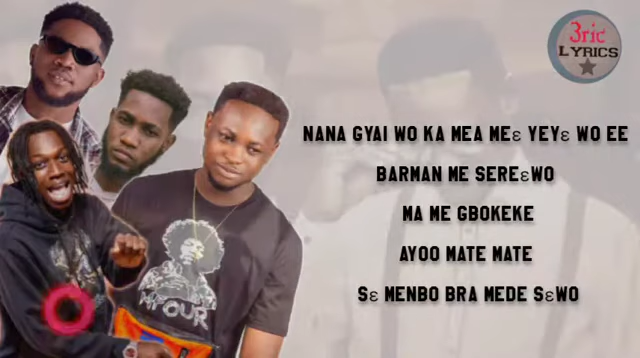 3ric
LYRICS
NANA GYAI WO KA MEA MEɛ YEYɛ WO EE
BARMAN ME SEREɛWO
MA ME GBOKEKE
AYOO MATE MATE
Sɛ MENBO BRA MEDE SɛWO